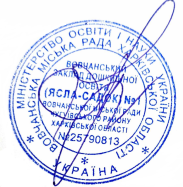 МІНІСТЕРСТВО ОСВІТИ І НАУКИ УКРАЇНИ
ВОВЧАНСЬКА МІСЬКА РАДА ХАРКІВСЬКОЇ ОБЛАСТІ
* УКРАЇНА *
ВОВЧАНСЬКИЙ
ЗАКЛАД ДОШКІЛЬНОЇ
ОСВІТИ
(ЯСЛА-САДОК) №1
ВОВЧАНСЬКОЇ МІСЬКОЇ РАДИ
ЧУГУЇВСЬКОГО РАЙОНУ
ХАРКІВСЬКОЇ ОБЛАСТІ
№25790813